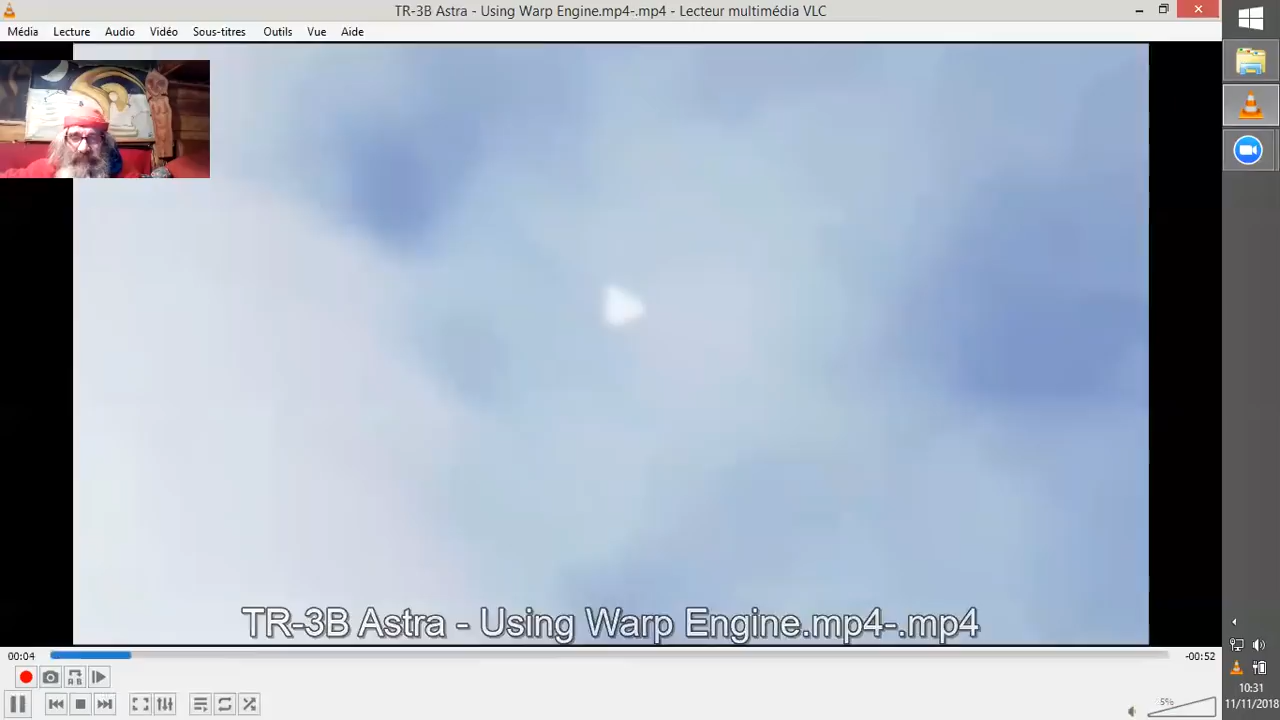 TR-3B Astra - Using Warp Engine.mp4-.mp4 - Lecteur multimédia VLC
Média Lecture Audio Vidéo Sous-titres Outils Vue Aide
TR-3B Astra - Using Warp Engine.mp4-.mp4
00:04 -00:52
5%
10:31
11/11/2018